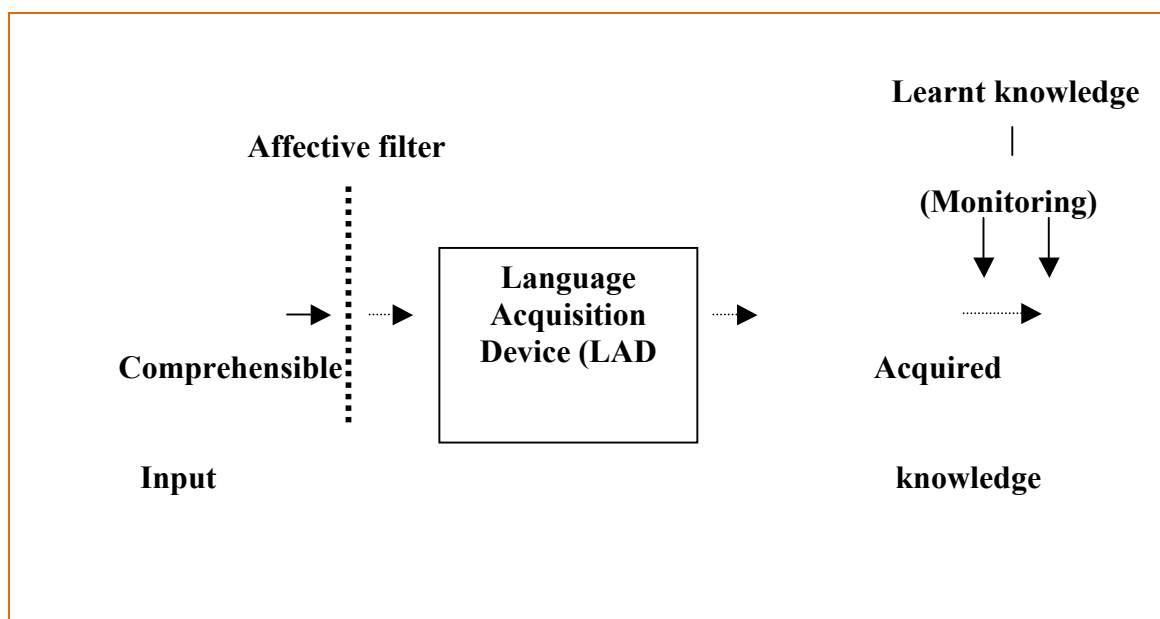 Learnt knowledge
Affective filter
(Monitoring)
Language
Acquisition
Device (LAD
Comprehensible
Acquired
Input
knowledge